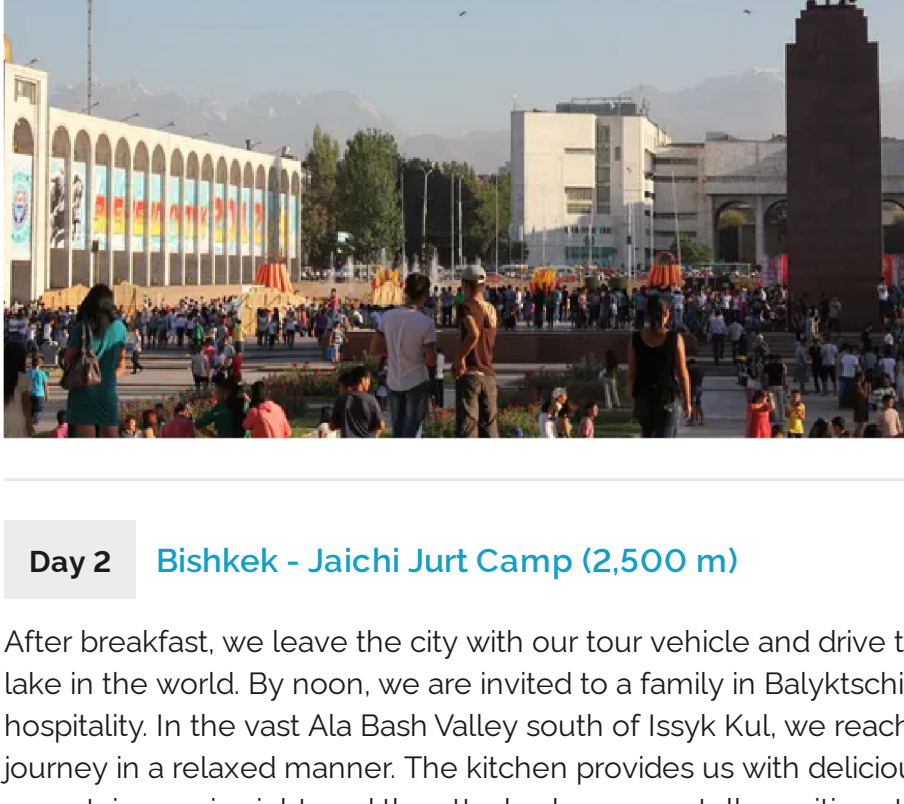 Day 2
Bishkek - Jaichi Jurt Camp (2,500 m)
After breakfast, we leave the city with our tour vehicle and drive t
lake in the world. By noon, we are invited to a family in Balyktschi
hospitality. In the vast Ala Bash Valley south of Issyk Kul, we reach
journey in a relaxed manner. The kitchen provides us with deliciou